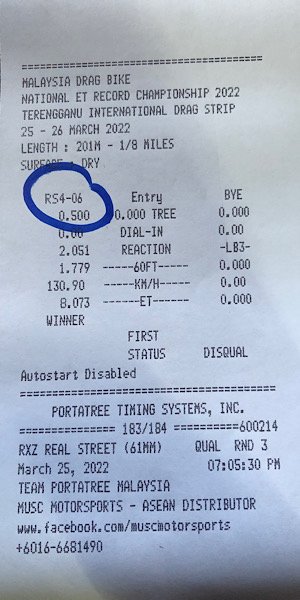 MALAYSIA DRAG BIKE
NATIONAL ET RECORD CHAMPIONSHIP 2022
TERENGGANU INTERNATIONAL DRAG STRIP
25 - 26 MARCH 2022
LENGTH : 201M - 1/8 MILES
SURFACE : DRY
RS4-06 Entry BYE
0.500 0.000 TREE 0.000
0.00 DIAL-IN 0.00
2.051 REACTION -LB3-
1.779 ------60FT------ 0.000
130.90 ------KM/H------ 0.00
8.073 -------ET------- 0.000
WINNER
FIRST
STATUS DISQUAL
Autostart Disabled
PORTATREE TIMING SYSTEMS, INC.
================ 183/184 ===========600214
RXZ REAL STREET (61MM) QUAL RND 3
March 25, 2022 07:05:30 PM
TEAM PORTATREE MALAYSIA
MUSC MOTORSPORTS - ASEAN DISTRIBUTOR
www.facebook.com/muscmotorsports
+6016-6681490